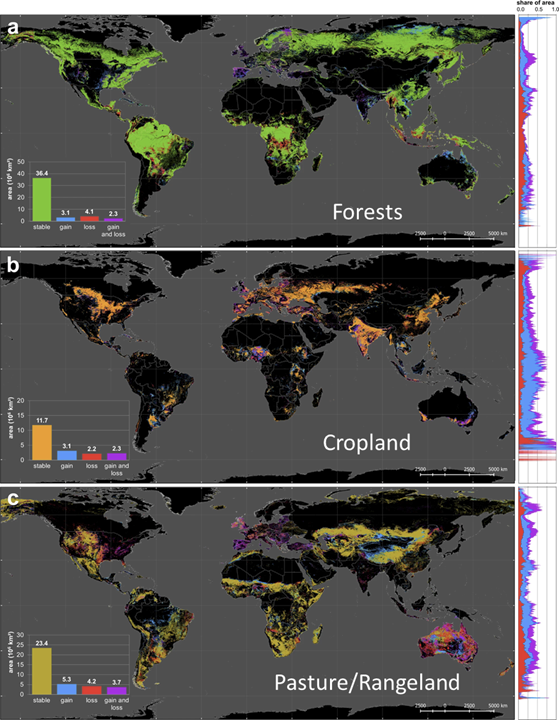 share of area
0.0 0.5 1.0
a
area (10⁶ km²)
50
40
30
20
10
0
36.4
3.1
4.1
2.3
stable gain loss gain and loss
Forests
2500 0 2500 5000 km
b
area (10⁶ km²)
20
15
10
5
0
11.7
3.1
2.2
2.3
stable gain loss gain and loss
Cropland
2500 0 2500 5000 km
c
area (10⁶ km²)
30
25
20
15
10
5
0
23.4
5.3
4.2
3.7
stable gain loss gain and loss
Pasture/Rangeland
2500 0 2500 5000 km